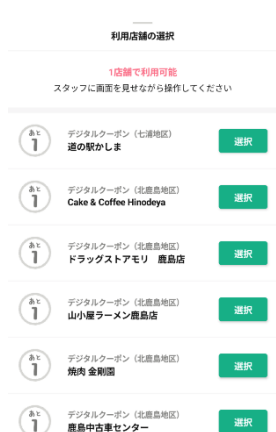 利用店舗の選択
1店舗で利用可能
スタッフに画面を見せながら操作してください
あと
1
デジタルクーポン（七浦地区）
道の駅かしま
選択
あと
1
デジタルクーポン（北鹿島地区）
Cake & Coffee Hinodeya
選択
あと
1
デジタルクーポン（北鹿島地区）
ドラッグストアモリ　鹿島店
選択
あと
1
デジタルクーポン（北鹿島地区）
山小屋ラーメン鹿島店
選択
あと
1
デジタルクーポン（北鹿島地区）
焼肉 金剛園
選択
あと
1
デジタルクーポン（北鹿島地区）
鹿島中古車センター
選択